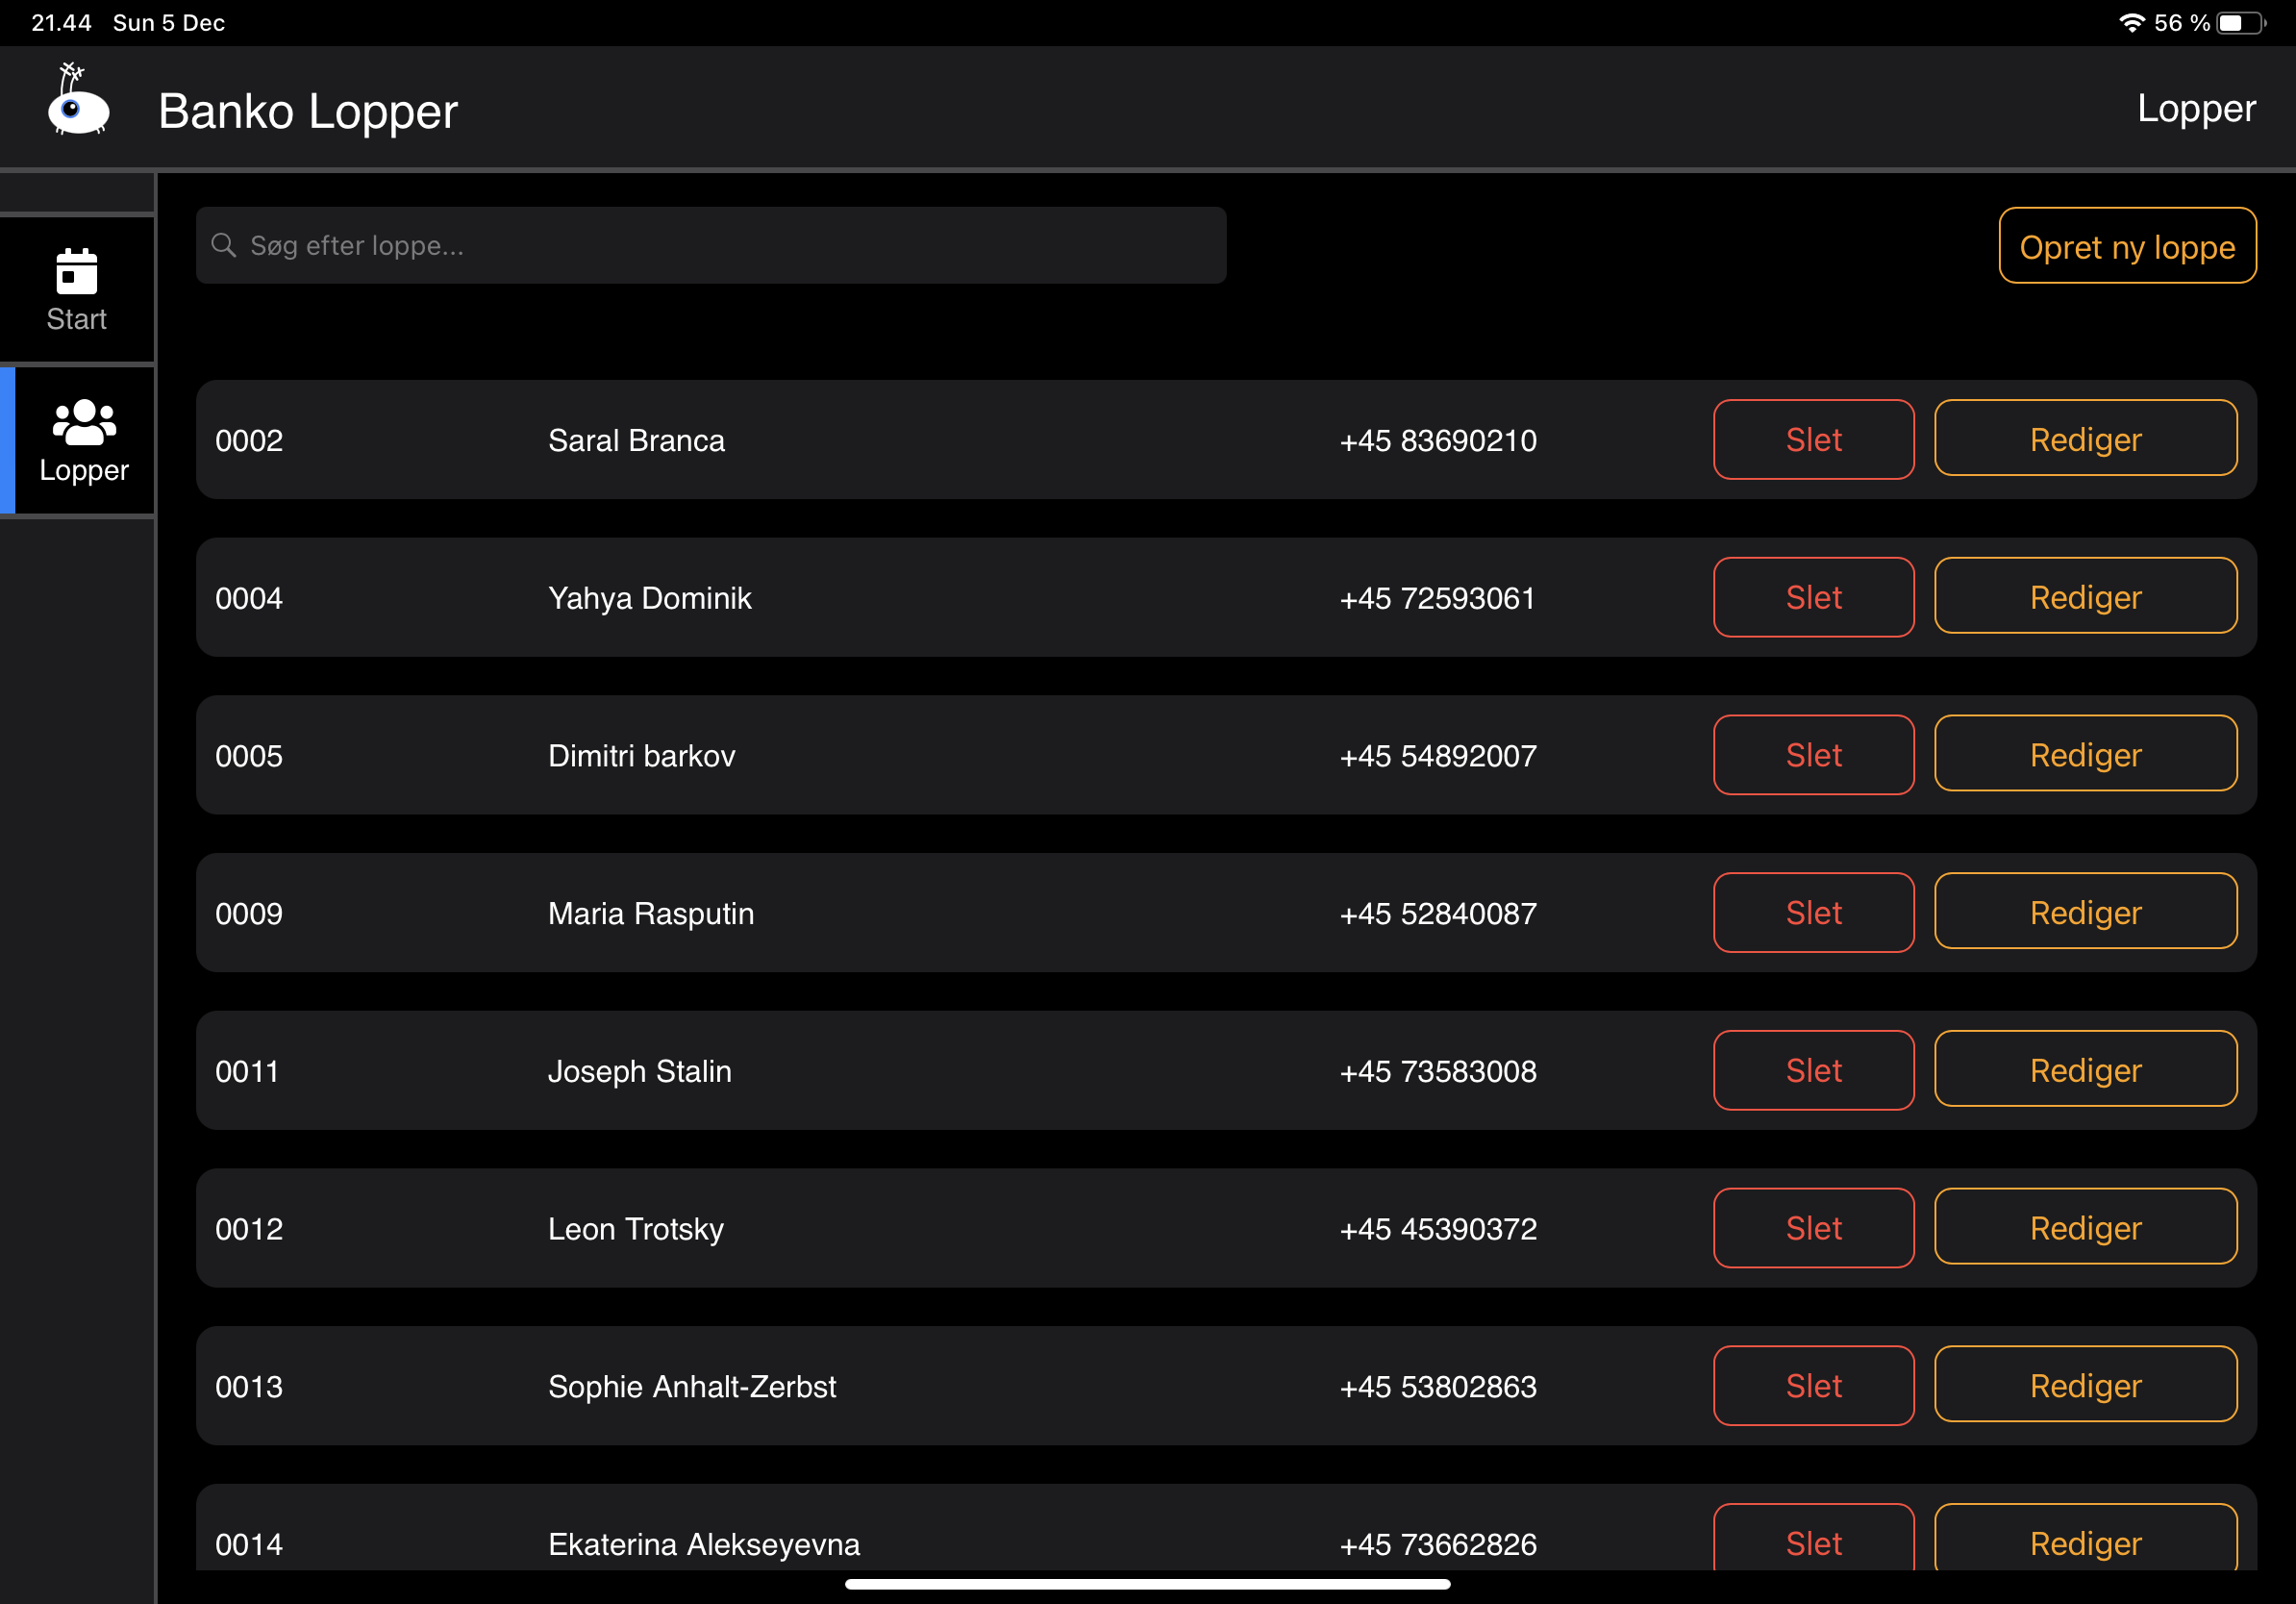 21.44 Sun 5 Dec
56 %
Banko Lopper
Lopper
Søg efter loppe...
Opret ny loppe
Start
Lopper
0002 Saral Branca +45 83690210 Slet Rediger
0004 Yahya Dominik +45 72593061 Slet Rediger
0005 Dimitri barkov +45 54892007 Slet Rediger
0009 Maria Rasputin +45 52840087 Slet Rediger
0011 Joseph Stalin +45 73583008 Slet Rediger
0012 Leon Trotsky +45 45390372 Slet Rediger
0013 Sophie Anhalt-Zerbst +45 53802863 Slet Rediger
0014 Ekaterina Alekseyevna +45 73662826 Slet Rediger